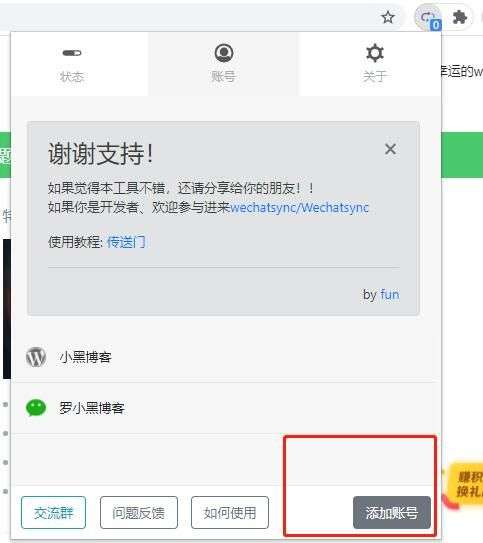 0
状态
账号
关于
幸运的w
题
谢谢支持！
如果觉得本工具不错，还请分享给你的朋友！！
如果你是开发者、欢迎参与进来wechatsync/Wechatsync
使用教程: 传送门
by fun
小黑博客
罗小黑博客
赚积
换礼
交流群
问题反馈
如何使用
添加账号